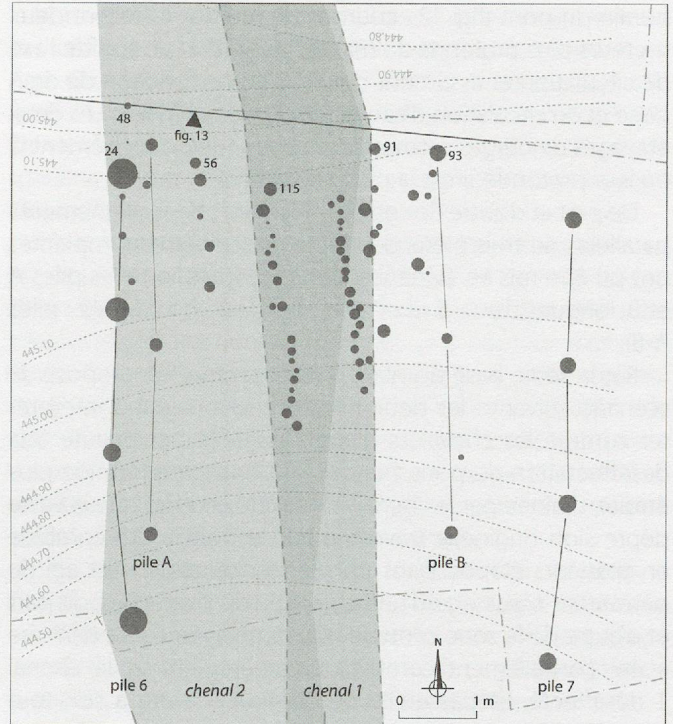 444.80
444.90
445.00
445.10
48
fig. 13
24
56
91
93
115
445.10
445.00
444.90
444.80
444.70
444.60
444.50
pile A
pile B
pile 6
chenal 2
chenal 1
N
0
1 m
pile 7